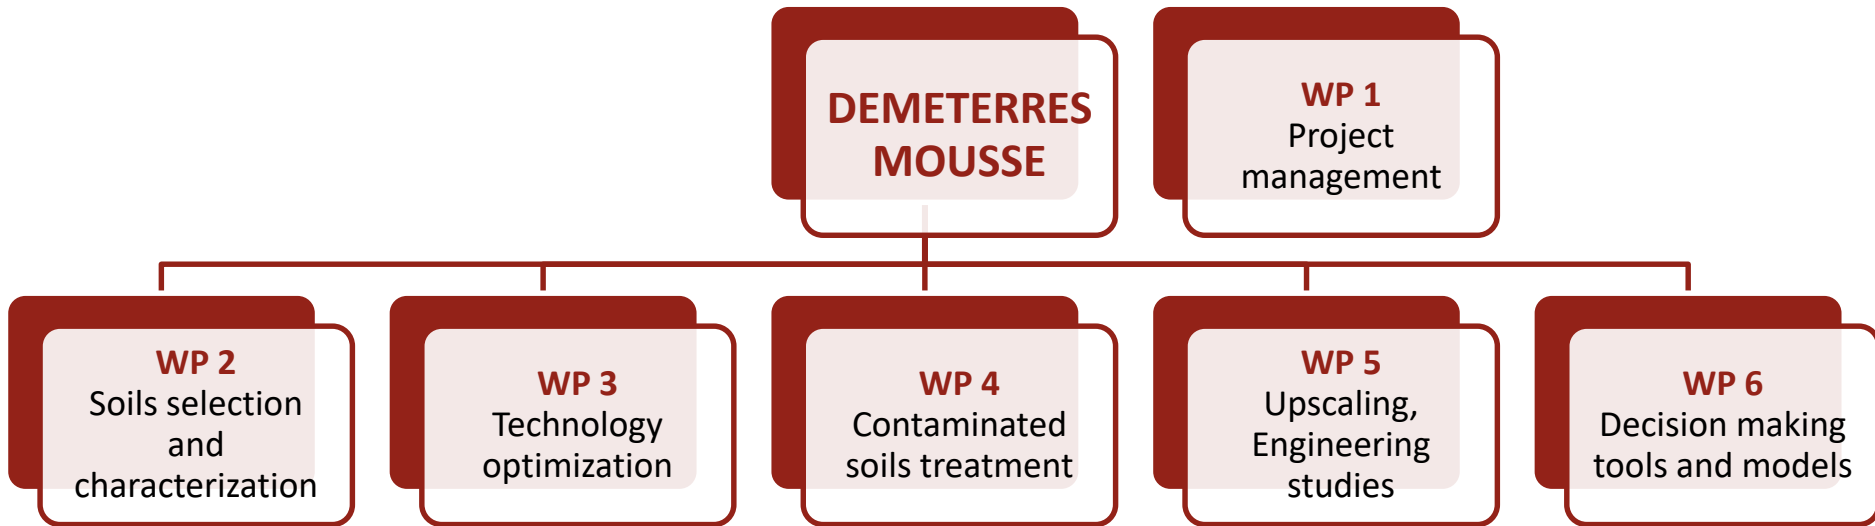 DEMETERRES
MOUSSE
WP 1
Project
management
WP 2
Soils selection
and
characterization
WP 3
Technology
optimization
WP 4
Contaminated
soils treatment
WP 5
Upscaling,
Engineering
studies
WP 6
Decision making
tools and models